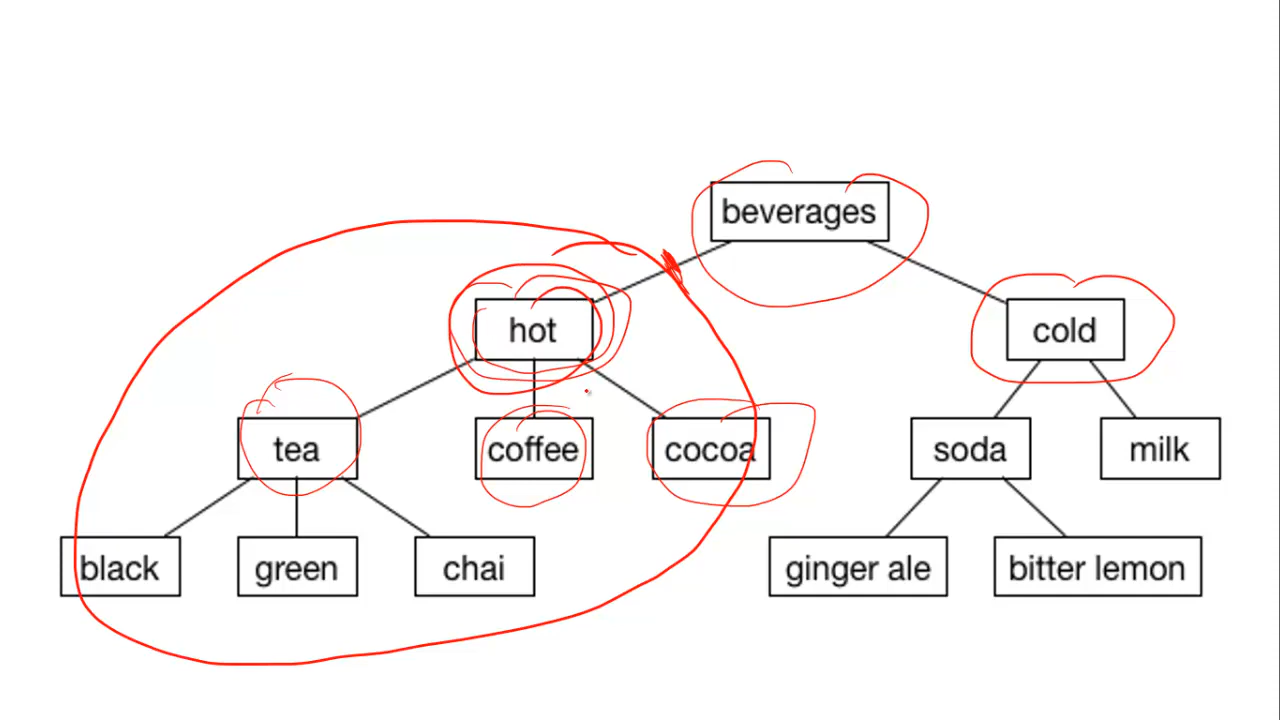 beverages
hot
cold
tea
coffee
cocoa
soda
milk
black
green
chai
ginger ale
bitter lemon